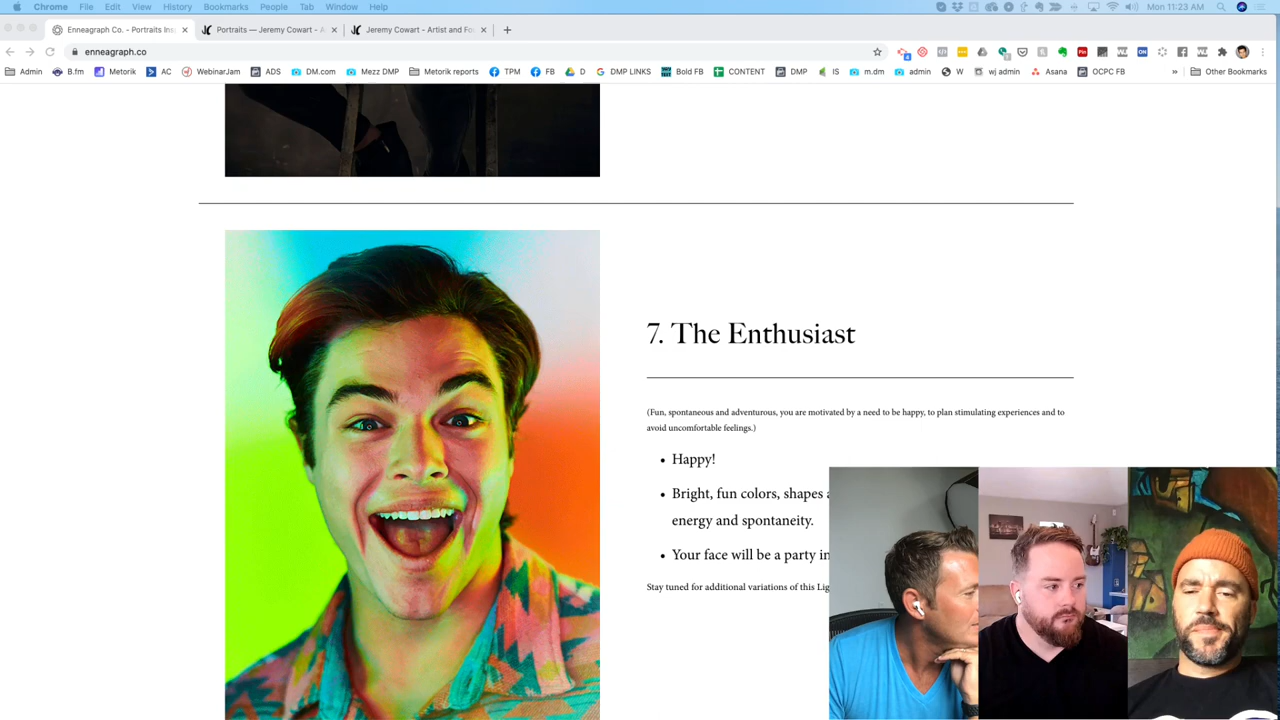 Chrome File Edit View History Bookmarks People Tab Window Help Mon 11:23 AM
Enneagraph Co. - Portraits Ins Portraits — Jeremy Cowart - A Jeremy Cowart - Artist and Fo
enneagraph.co
Admin B.fm Metorik AC WebinarJam ADS DM.com Mezz DMP Metorik reports TPM FB D DMP LINKS Bold FB CONTENT DMP IS m.dm admin W wj admin Asana OCPC FB » Other Bookmarks
7. The Enthusiast
(Fun, spontaneous and adventurous, you are motivated by a need to be happy, to plan stimulating experiences and to
avoid uncomfortable feelings.)
• Happy!
• Bright, fun colors, shapes a
energy and spontaneity.
• Your face will be a party in
Stay tuned for additional variations of this Lig